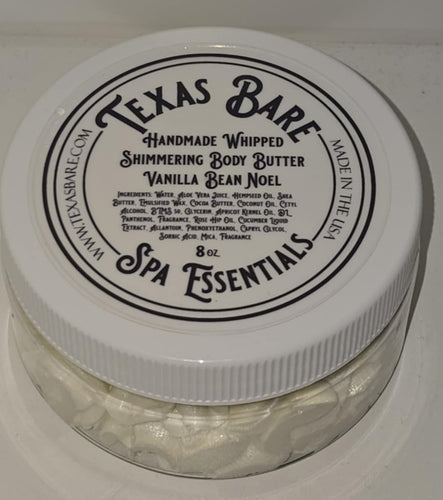 TEXAS BARE
HANDMADE WHIPPED
SHIMMERING BODY BUTTER
VANILLA BEAN NOEL
INGREDIENTS: WATER, ALOE VERA JUICE, HEMPSEED OIL, SHEA
BUTTER, EMULSIFIED WAX, COCOA BUTTER, COCONUT OIL, CETYL
ALCOHOL, BTMS 50, GLYCERIN, APRICOT KERNEL OIL, DL
PANTHENOL, FRAGRANCE, ROSE HIP OIL, CUCUMBER LIQUID
EXTRACT, ALLANTOIN, PHENOXYETHANOL, CAPRYL GLYCOL,
SORBIC ACID, MICA, FRAGRANCE
8 OZ.
SPA ESSENTIALS
WWW.TEXASBARE.COM
MADE IN THE USA